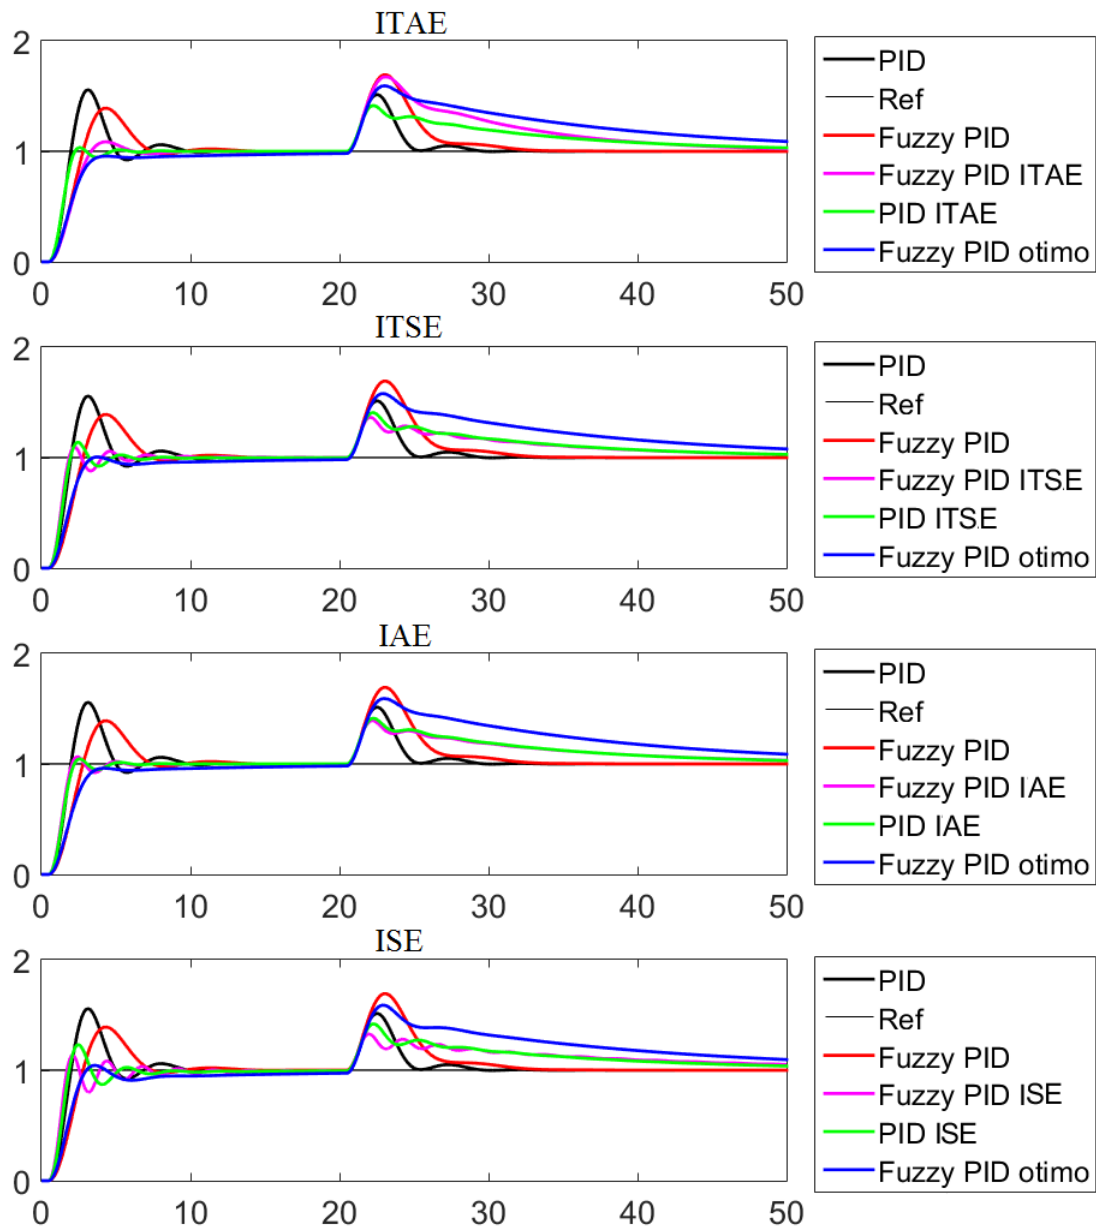 ITAE
2
1
0
0 10 20 30 40 50
PID
Ref
Fuzzy PID
Fuzzy PID ITAE
PID ITAE
Fuzzy PID otimo
ITSE
2
1
0
0 10 20 30 40 50
PID
Ref
Fuzzy PID
Fuzzy PID ITSE
PID ITSE
Fuzzy PID otimo
IAE
2
1
0
0 10 20 30 40 50
PID
Ref
Fuzzy PID
Fuzzy PID IAE
PID IAE
Fuzzy PID otimo
ISE
2
1
0
0 10 20 30 40 50
PID
Ref
Fuzzy PID
Fuzzy PID ISE
PID ISE
Fuzzy PID otimo